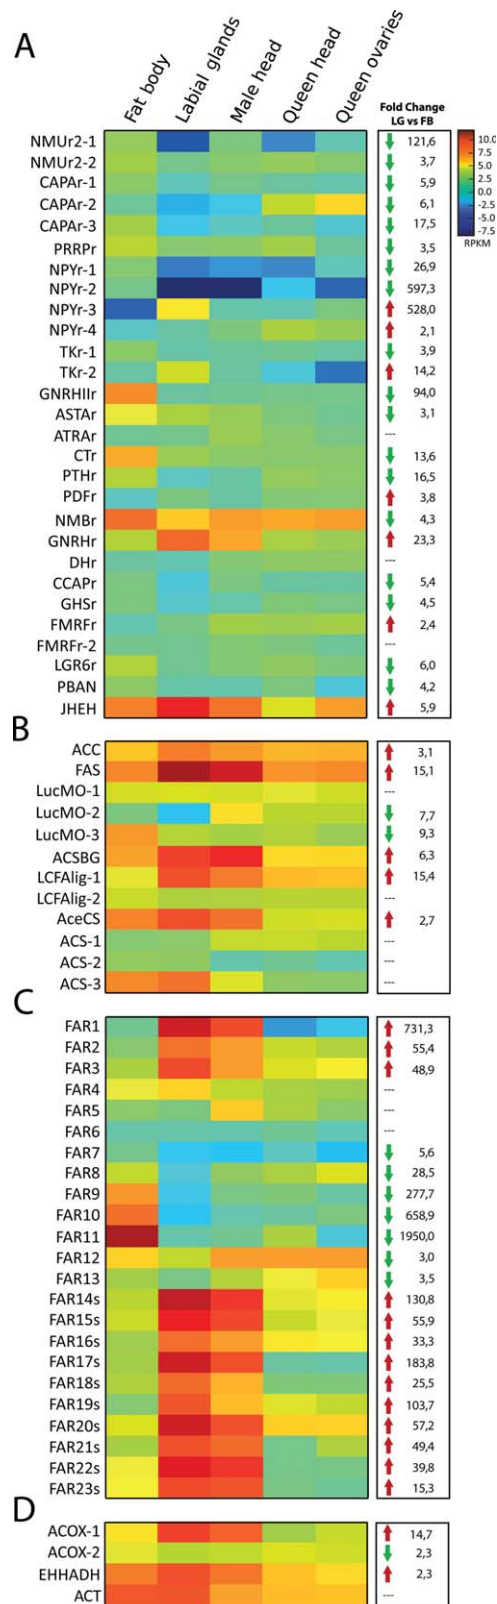 A
Fat body
Labial glands
Male head
Queen head
Queen ovaries
Fold Change
LG vs FB
10.0
7.5
5.0
2.5
0.0
-2.5
-5.0
-7.5
RPKM
NMUr2-1 121,6
NMUr2-2 3,7
CAPAr-1 5,9
CAPAr-2 6,1
CAPAr-3 17,5
PRRPr 3,5
NPYr-1 26,9
NPYr-2 597,3
NPYr-3 528,0
NPYr-4 2,1
TKr-1 3,9
TKr-2 14,2
GNRHIIr 94,0
ASTAr 3,1
ATRAr ---
CTr 13,6
PTHr 16,5
PDFr 3,8
NMBr 4,3
GNRHr 23,3
DHr ---
CCAPr 5,4
GHSr 4,5
FMRFr 2,4
FMRFr-2 ---
LGR6r 6,0
PBAN 4,2
JHEH 5,9
B
ACC 3,1
FAS 15,1
LucMO-1 ---
LucMO-2 7,7
LucMO-3 9,3
ACSBG 6,3
LCFAlig-1 15,4
LCFAlig-2 ---
AceCS 2,7
ACS-1 ---
ACS-2 ---
ACS-3 ---
C
FAR1 731,3
FAR2 55,4
FAR3 48,9
FAR4 ---
FAR5 ---
FAR6 ---
FAR7 5,6
FAR8 28,5
FAR9 277,7
FAR10 658,9
FAR11 1950,0
FAR12 3,0
FAR13 3,5
FAR14s 130,8
FAR15s 55,9
FAR16s 33,3
FAR17s 183,8
FAR18s 25,5
FAR19s 103,7
FAR20s 57,2
FAR21s 49,4
FAR22s 39,8
FAR23s 15,3
D
ACOX-1 14,7
ACOX-2 2,3
EHHADH 2,3
ACT ---